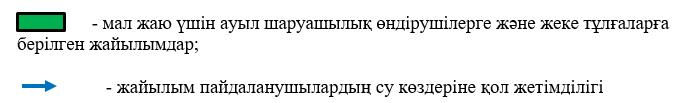 - мал жаю үшін ауыл шаруашылық өндірушілерге және жеке тұлғаларға
берілген жайылымдар;
- жайылым пайдаланушылардың су көздеріне қол жетімділігі